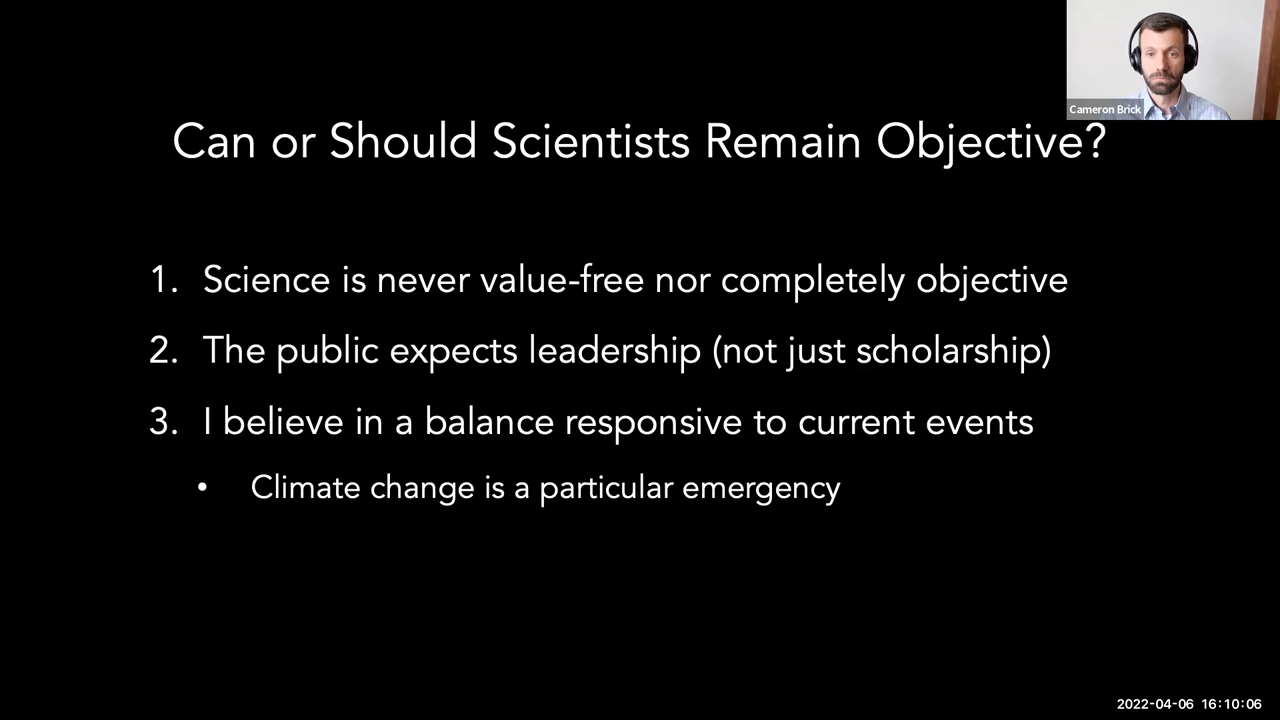 Cameron Brick
Can or Should Scientists Remain Objective?
1. Science is never value-free nor completely objective
2. The public expects leadership (not just scholarship)
3. I believe in a balance responsive to current events
• Climate change is a particular emergency
2022-04-06 16:10:06